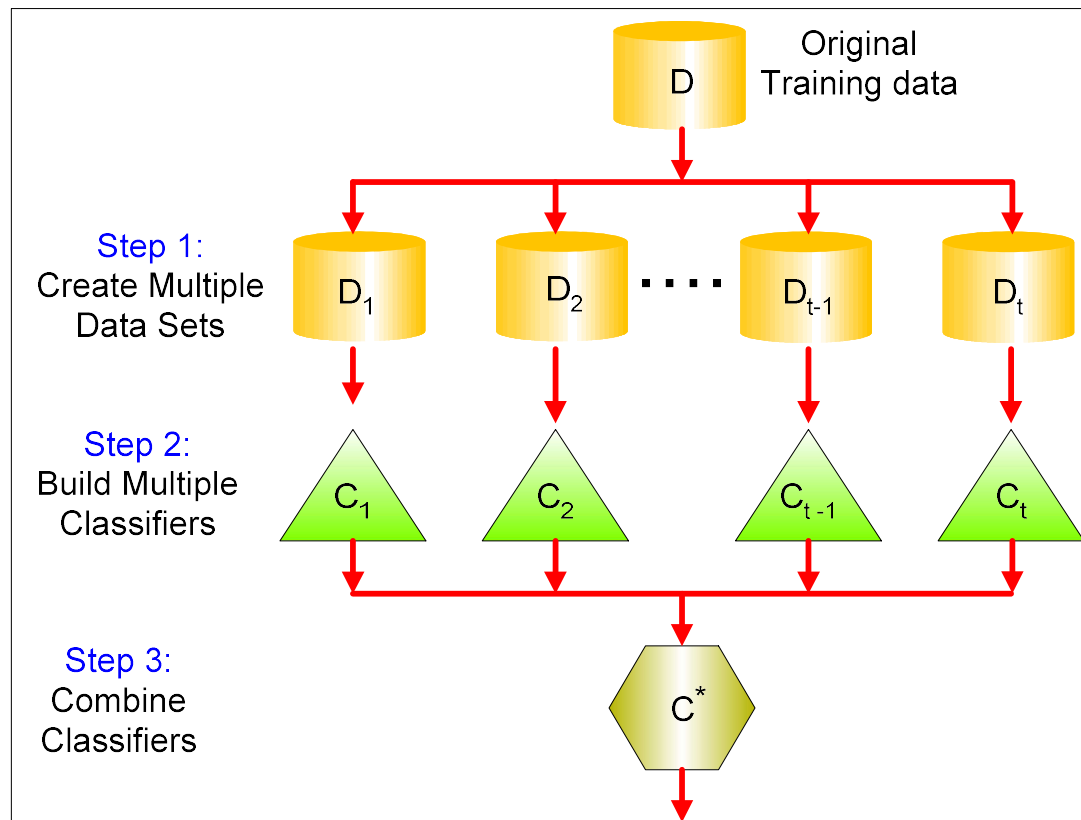 D
Original
Training data
Step 1:
Create Multiple
Data Sets
D₁
D₂
....
Dₜ₋₁
Dₜ
Step 2:
Build Multiple
Classifiers
C₁
C₂
Cₜ ₋₁
Cₜ
Step 3:
Combine
Classifiers
C*